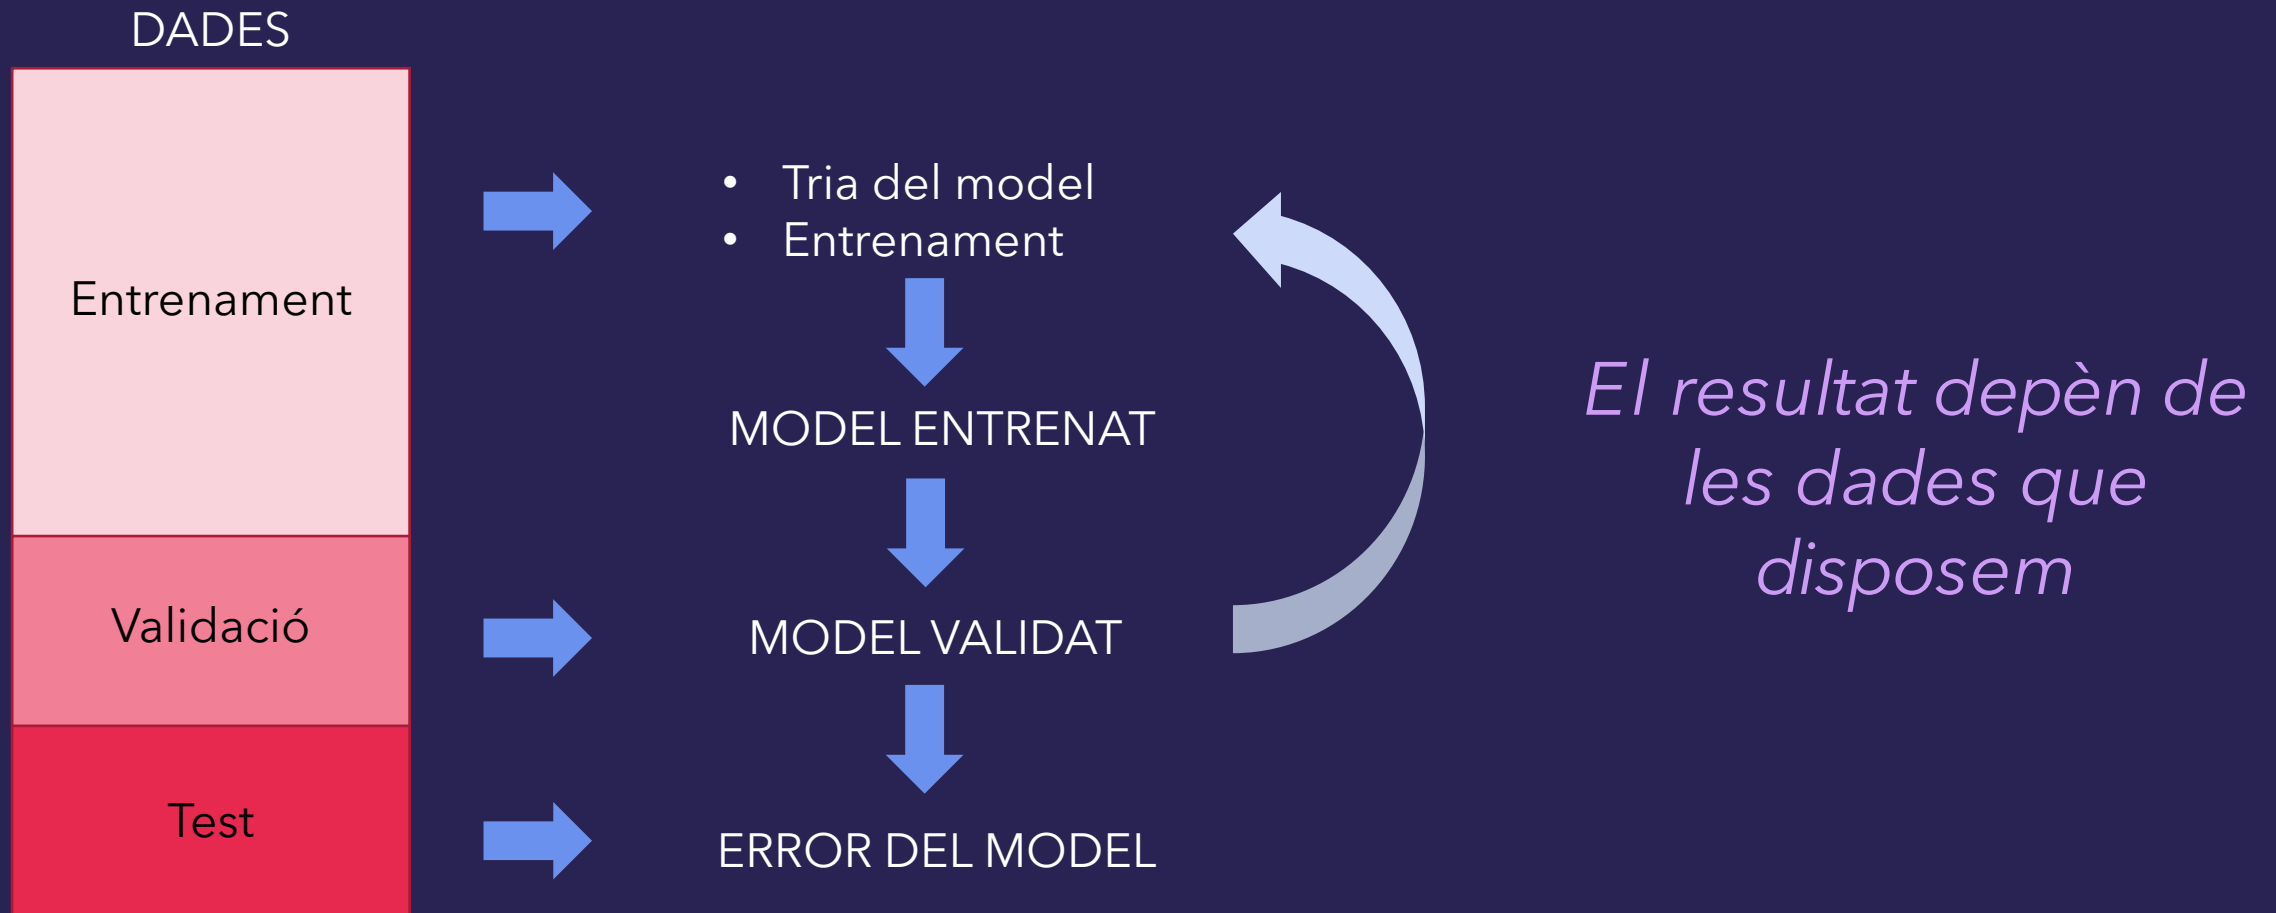 DADES
Entrenament
Validació
Test
• Tria del model
• Entrenament
MODEL ENTRENAT
MODEL VALIDAT
ERROR DEL MODEL
El resultat depèn de
les dades que
disposem